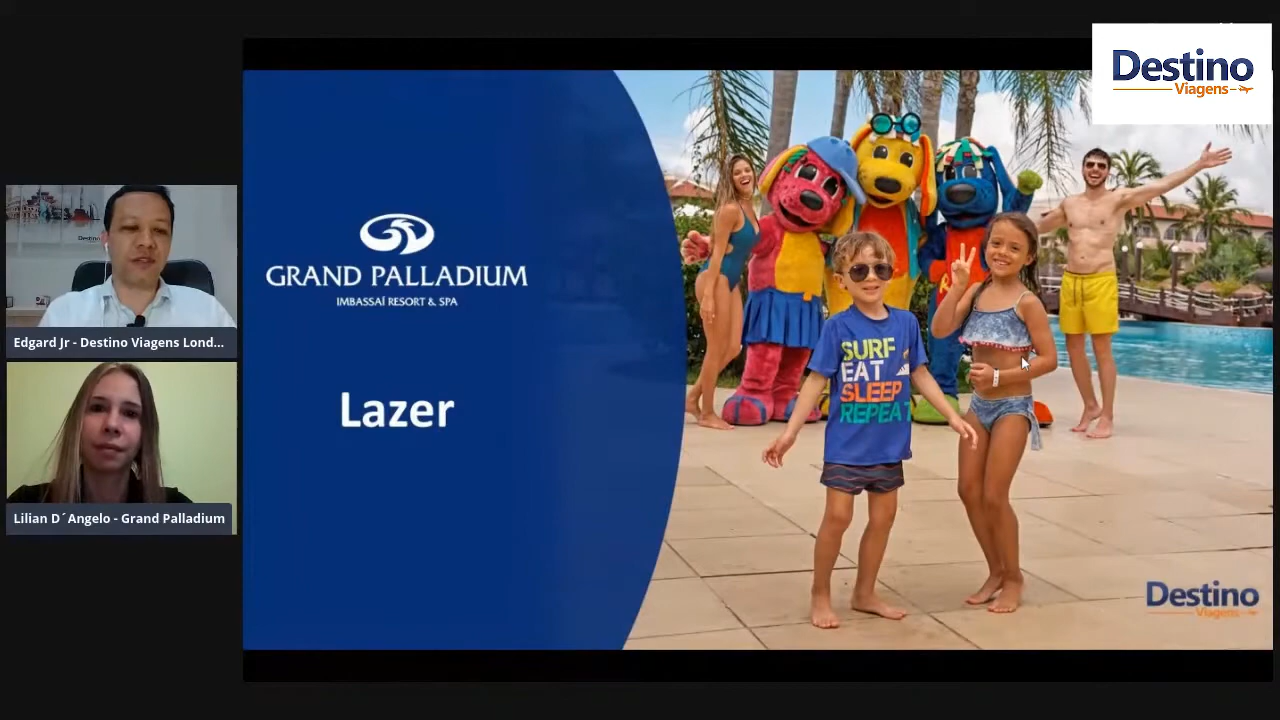 Destino
Viagens
GRAND PALLADIUM
IMBASSAÍ RESORT & SPA
Lazer
SURF
EAT
SLEEP
REPEAT
Edgard Jr - Destino Viagens Lond...
Lilian D´Angelo - Grand Palladium
Destino
Viagens
Destino